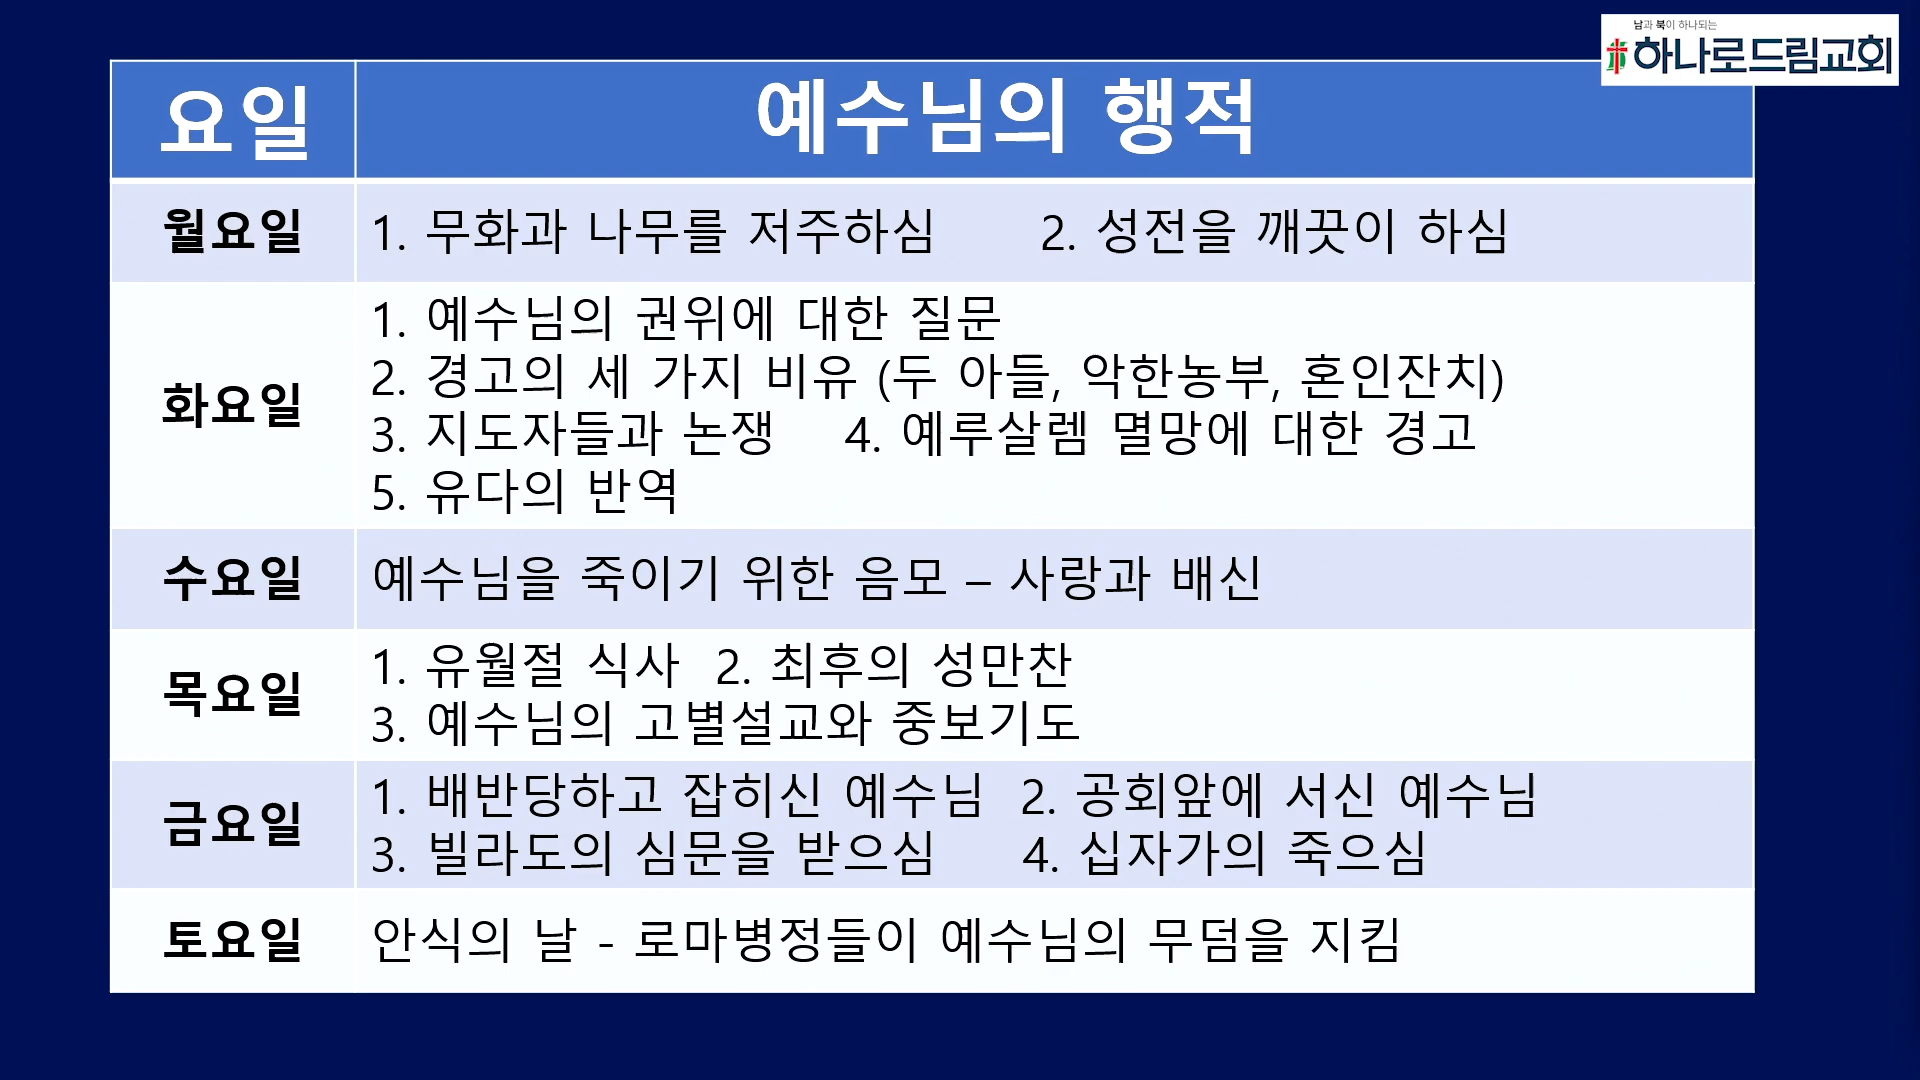 남과 북이 하나되는
하나로드림교회
요일 예수님의 행적
월요일 1. 무화과 나무를 저주하심 2. 성전을 깨끗이 하심
화요일
1. 예수님의 권위에 대한 질문
2. 경고의 세 가지 비유 (두 아들, 악한농부, 혼인잔치)
3. 지도자들과 논쟁 4. 예루살렘 멸망에 대한 경고
5. 유다의 반역
수요일 예수님을 죽이기 위한 음모 – 사랑과 배신
목요일
1. 유월절 식사 2. 최후의 성만찬
3. 예수님의 고별설교와 중보기도
금요일
1. 배반당하고 잡히신 예수님 2. 공회앞에 서신 예수님
3. 빌라도의 심문을 받으심 4. 십자가의 죽으심
토요일 안식의 날 - 로마병정들이 예수님의 무덤을 지킴